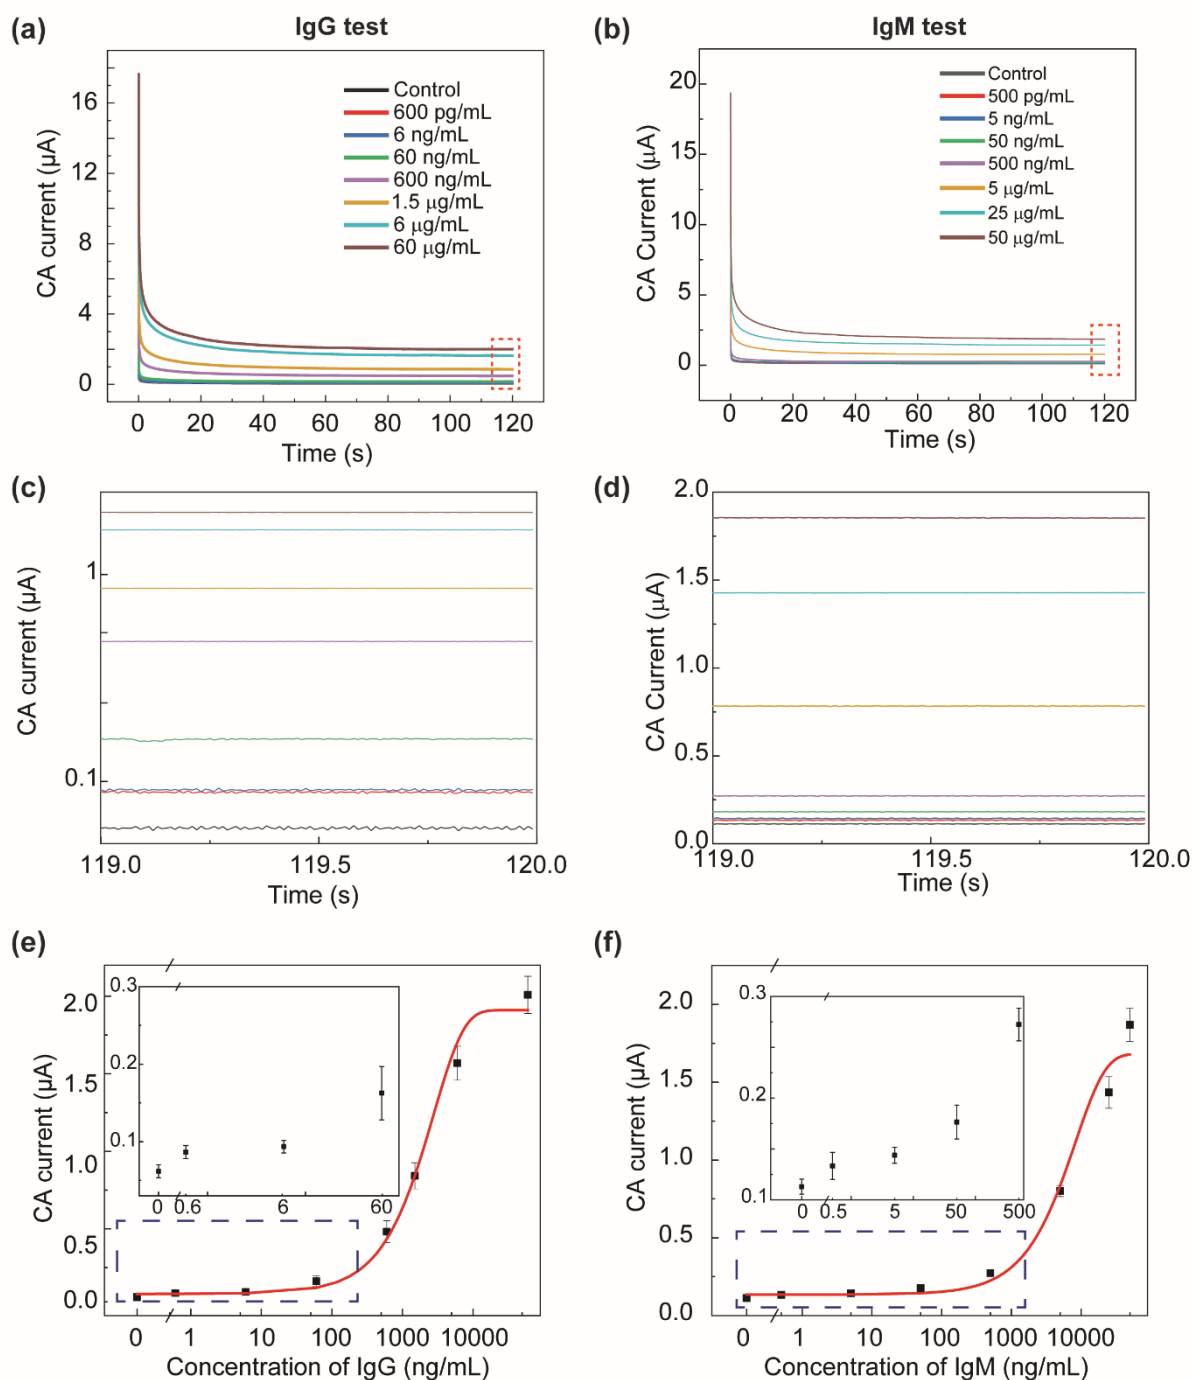 (a)
IgG test
(b)
IgM test
CA current (μA)
16
12
8
4
0
Control
600 pg/mL
6 ng/mL
60 ng/mL
600 ng/mL
1.5 μg/mL
6 μg/mL
60 μg/mL
0 20 40 60 80 100 120
Time (s)
CA Current (μA)
20
15
10
5
0
Control
500 pg/mL
5 ng/mL
50 ng/mL
500 ng/mL
5 μg/mL
25 μg/mL
50 μg/mL
0 20 40 60 80 100 120
Time (s)
(c)
CA current (μA)
1
0.1
119.0 119.5 120.0
Time (s)
(d)
CA Current (μA)
2.0
1.5
1.0
0.5
0.0
119.0 119.5 120.0
Time (s)
(e)
CA current (μA)
2.0
1.5
1.0
0.5
0.0
0.3
0.2
0.1
0 0.6 6 60
0 1 10 100 1000 10000
Concentration of IgG (ng/mL)
(f)
CA current (μA)
2.0
1.5
1.0
0.5
0.0
0.3
0.2
0.1
0 0.5 5 50 500
0 1 10 100 1000 10000
Concentration of IgM (ng/mL)